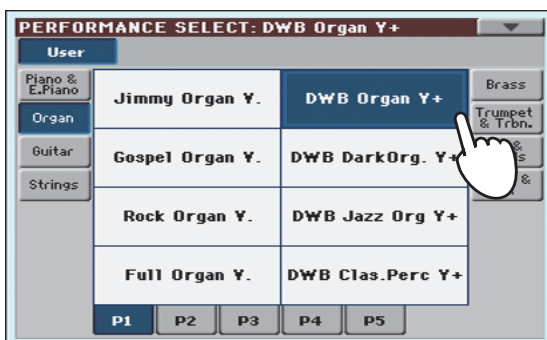 PERFORMANCE SELECT: DWB Organ Y+
User
Piano &
E.Piano
Organ
Guitar
Strings
Jimmy Organ Y.
DWB Organ Y+
Gospel Organ Y.
DWB DarkOrg. Y+
Rock Organ Y.
DWB Jazz Org Y+
Full Organ Y.
DWB Clas.Perc Y+
Brass
Trumpet
& Trbn.
&
&
P1 P2 P3 P4 P5